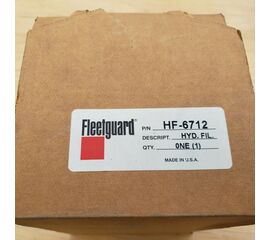 Fleetguard®
P/N HF-6712
DESCRIPT. HYD. FIL.
QTY. ONE (1)
MADE IN U.S.A.